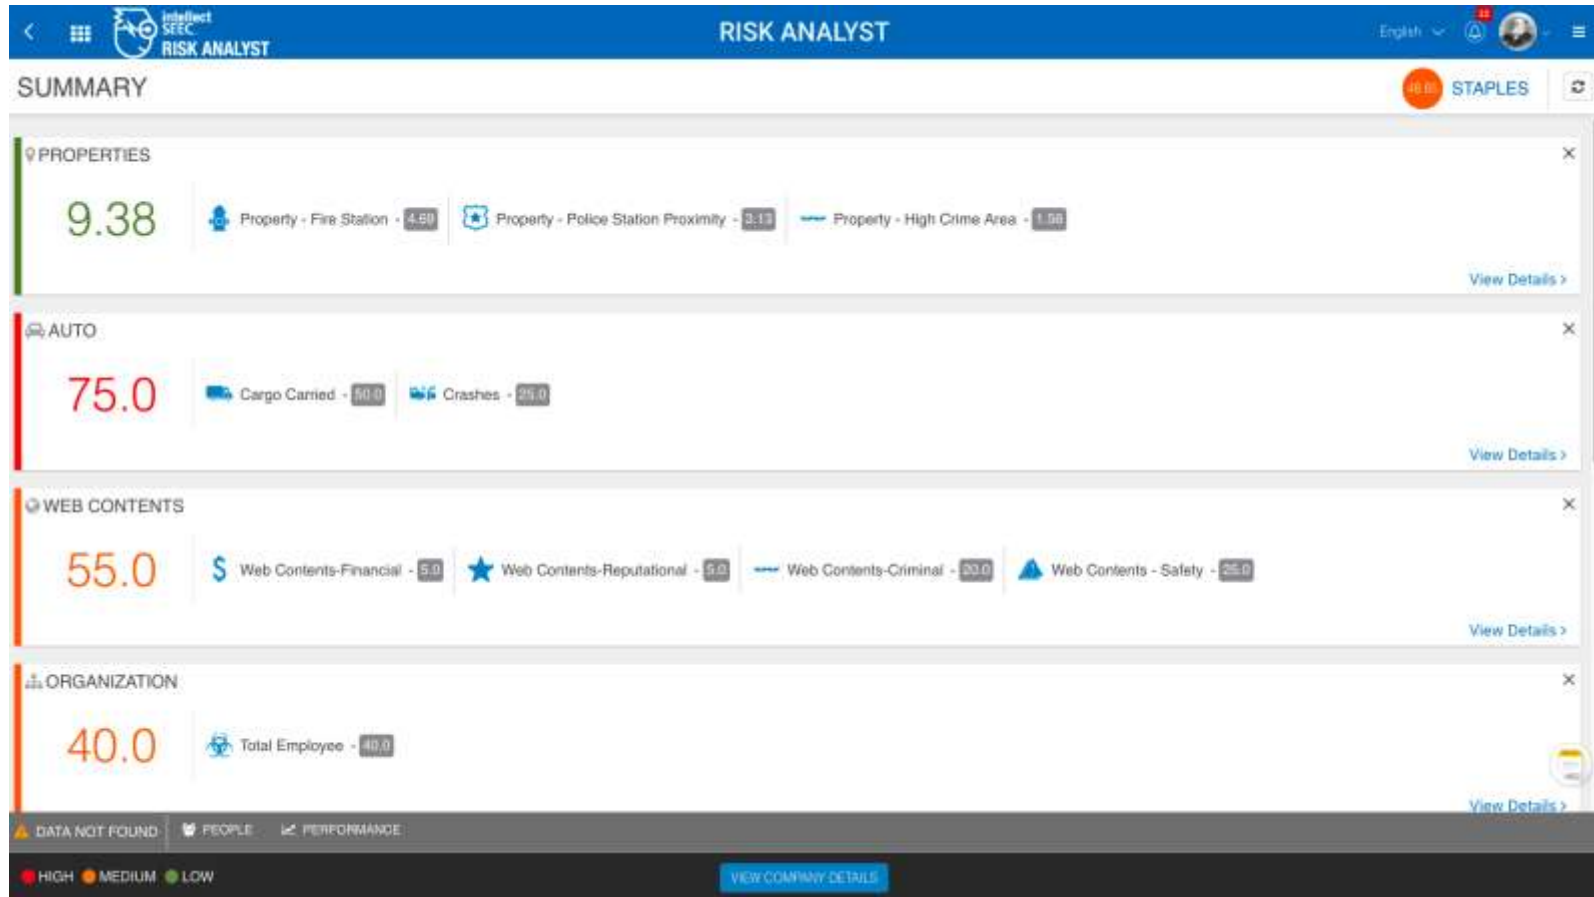 intellect
SEEC
RISK ANALYST
RISK ANALYST
English
SUMMARY
STAPLES
PROPERTIES
9.38
Property - Fire Station - 4.69
Property - Police Station Proximity - 3.13
Property - High Crime Area - 1.56
View Details >
AUTO
75.0
Cargo Carried - 50.0
Crashes - 25.0
View Details >
WEB CONTENTS
55.0
Web Contents-Financial - 5.0
Web Contents-Reputational - 5.0
Web Contents-Criminal - 20.0
Web Contents - Safety - 25.0
View Details >
ORGANIZATION
40.0
Total Employee - 40.0
View Details >
DATA NOT FOUND
PEOPLE
PERFORMANCE
HIGH MEDIUM LOW
VIEW COMPANY DETAILS